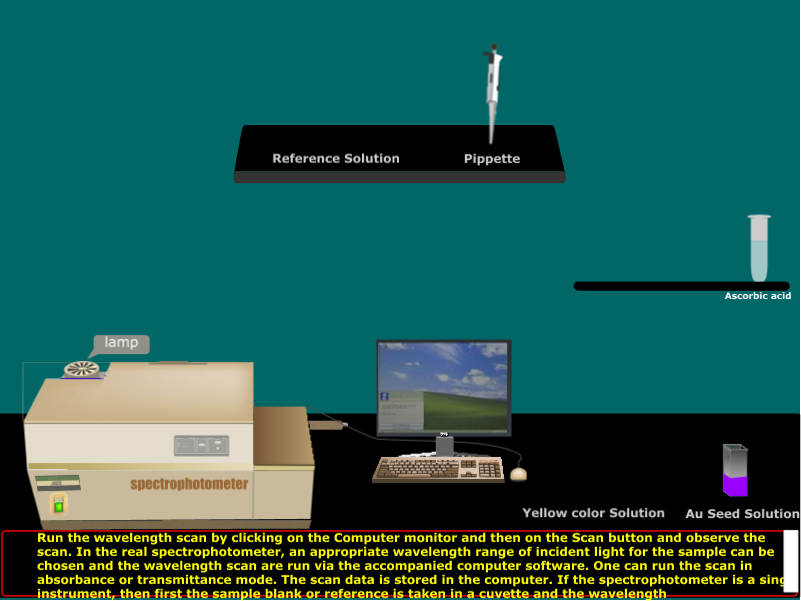 Reference Solution
Pippette
Ascorbic acid
lamp
spectrophotometer
Yellow color Solution
Au Seed Solution
Run the wavelength scan by clicking on the Computer monitor and then on the Scan button and observe the
scan. In the real spectrophotometer, an appropriate wavelength range of incident light for the sample can be
chosen and the wavelength scan are run via the accompanied computer software. One can run the scan in
absorbance or transmittance mode. The scan data is stored in the computer. If the spectrophotometer is a sing
instrument, then first the sample blank or reference is taken in a cuvette and the wavelength